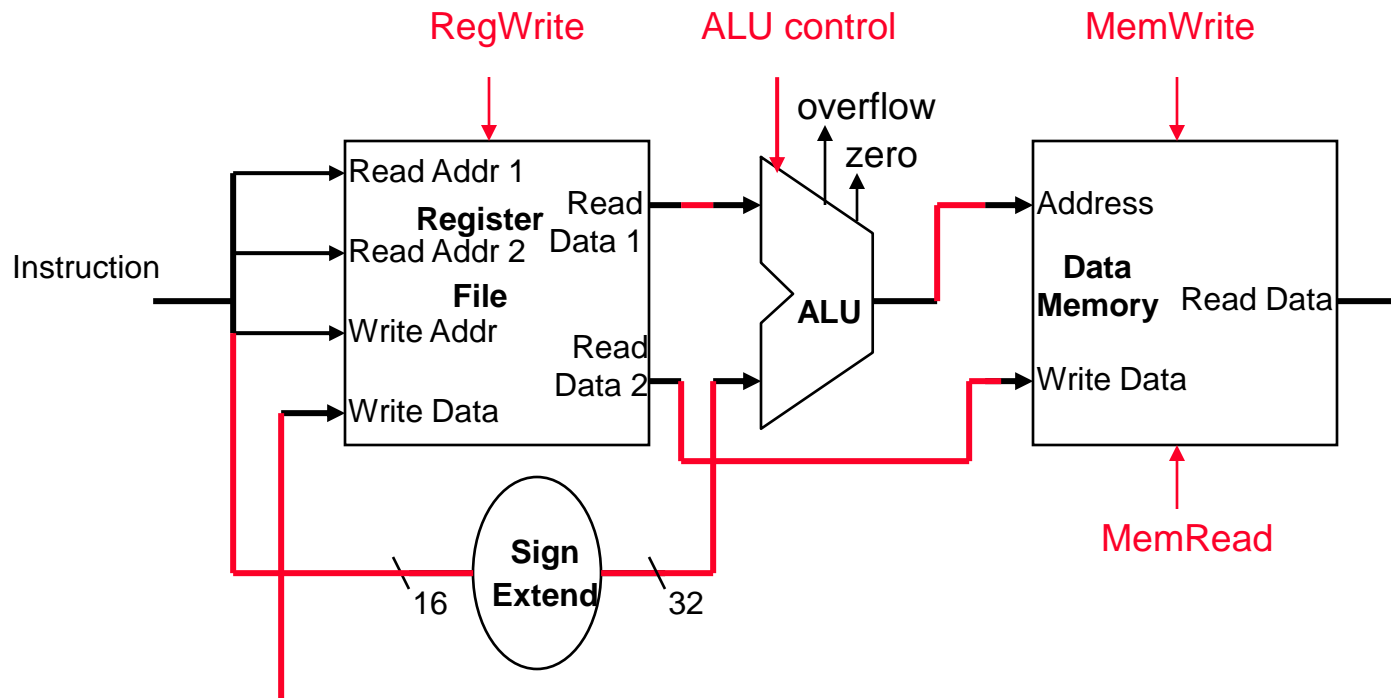 RegWrite
ALU control
MemWrite
overflow
zero
Instruction
Read Addr 1
Register
Read Addr 2
File
Write Addr
Write Data
Read
Data 1
Read
Data 2
ALU
Address
Data
Memory
Read Data
Write Data
MemRead
Sign
Extend
16
32